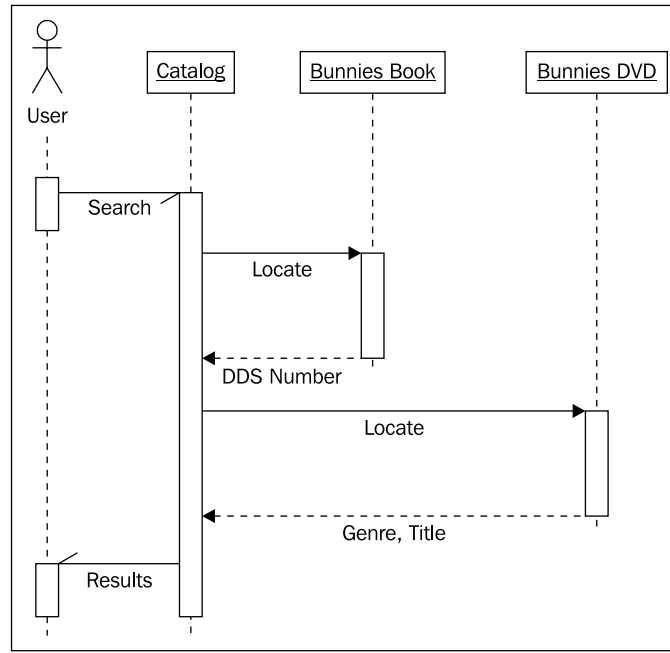 User
Catalog
Bunnies Book
Bunnies DVD
Search
Locate
DDS Number
Locate
Genre, Title
Results